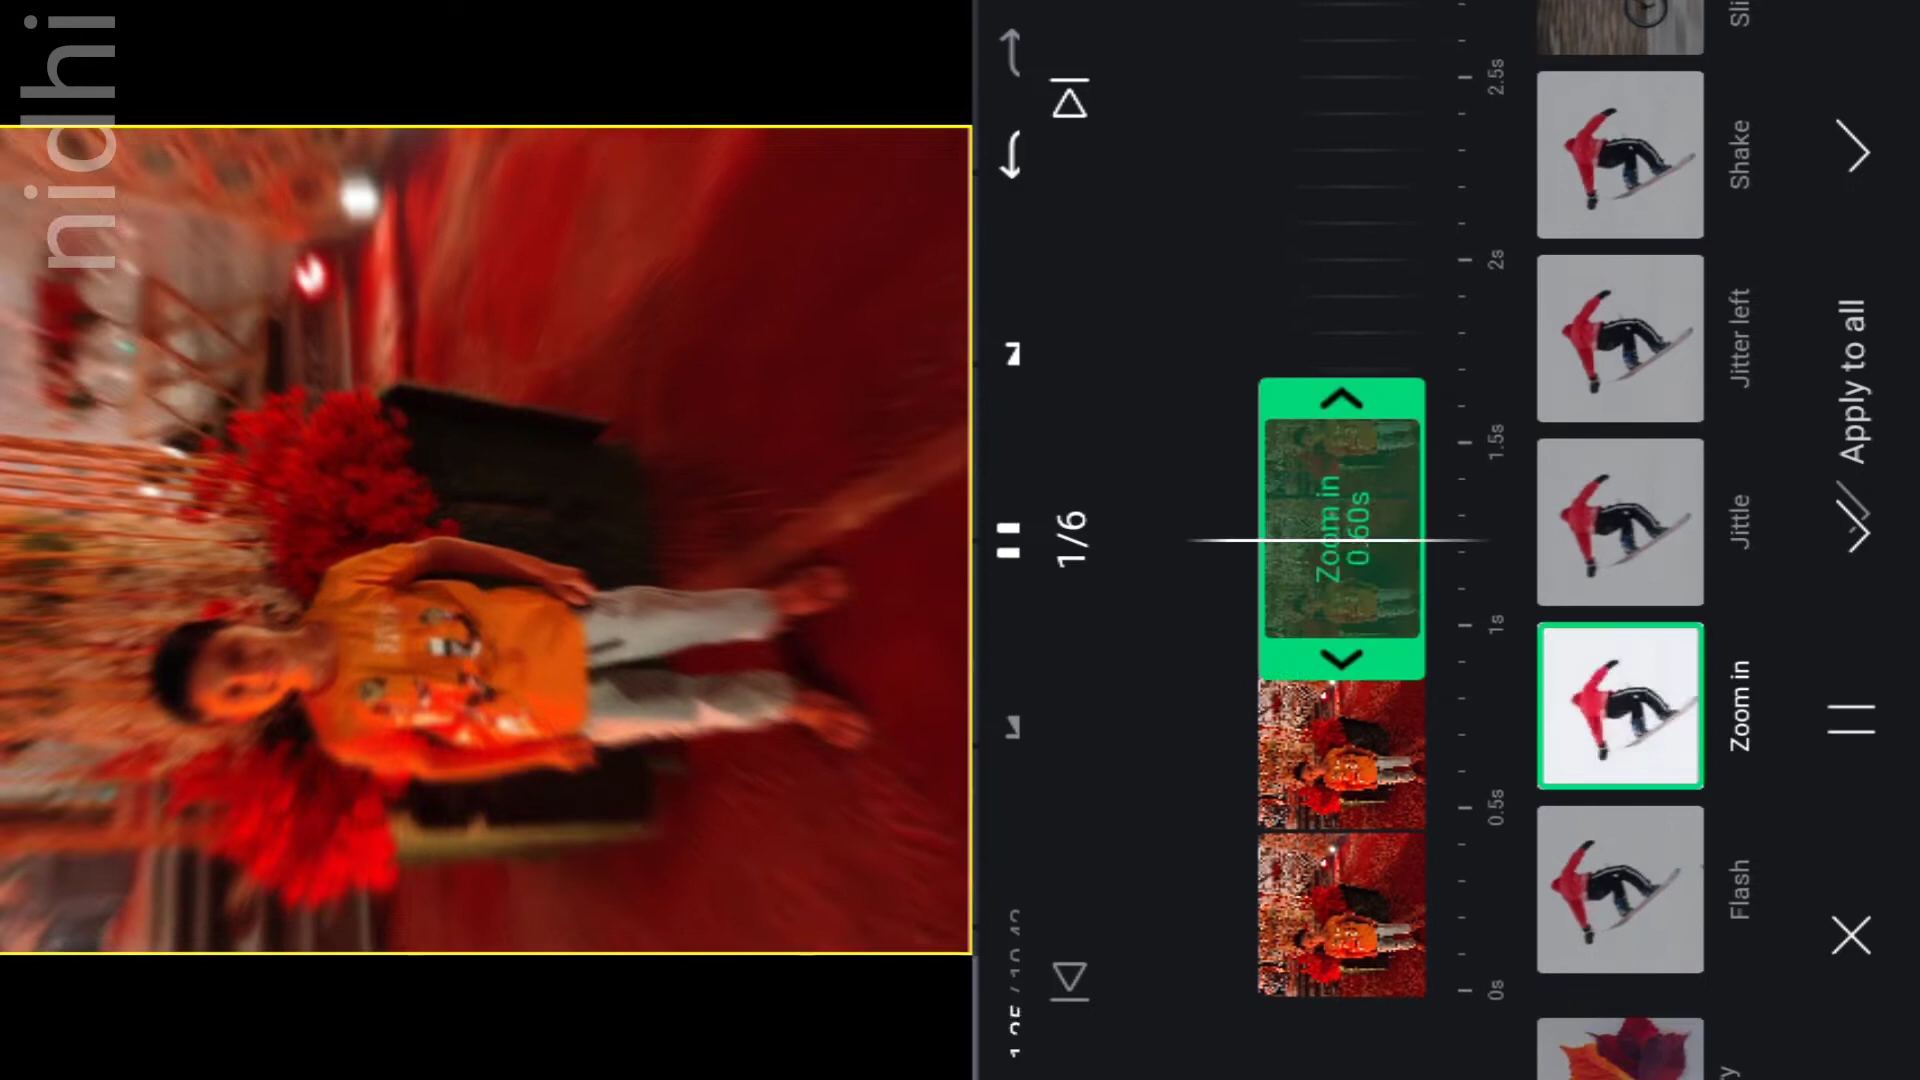 nidhi
1/6
Zoom in
0.60s
0s
0.5s
1s
1.5s
2s
2.5s
Flash
Zoom in
Jittle
Jitter left
Shake
Sli
Apply to all